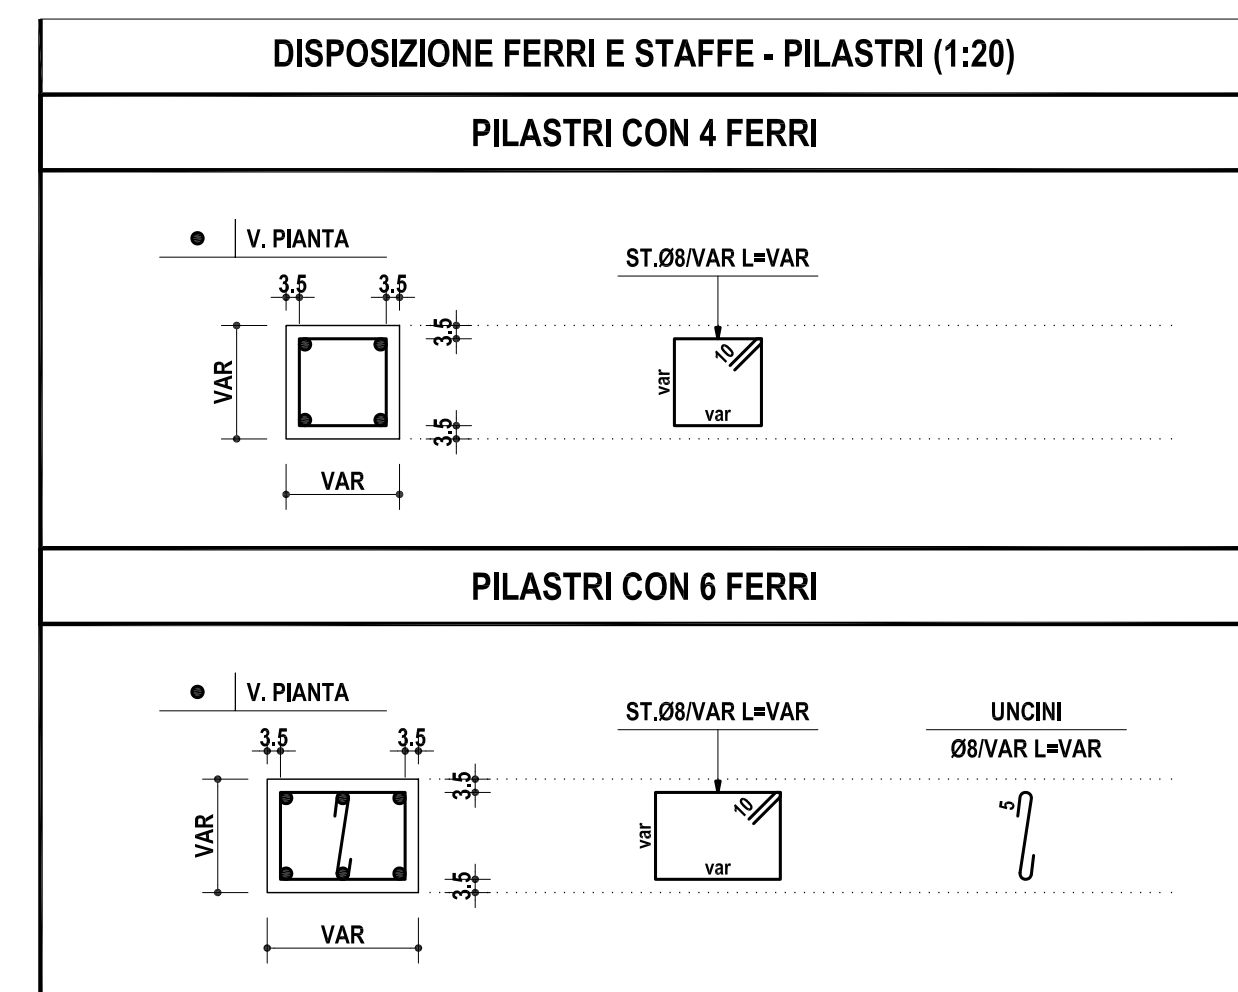 DISPOSIZIONE FERRI E STAFFE - PILASTRI (1:20)
PILASTRI CON 4 FERRI
V. PIANTA
ST.Ø8/VAR L=VAR
3.5 3.5
3.5
VAR
10
var
var
3.5
VAR
PILASTRI CON 6 FERRI
V. PIANTA
ST.Ø8/VAR L=VAR
UNCINI
Ø8/VAR L=VAR
3.5 3.5
3.5
VAR
10
var
var
5
3.5
VAR